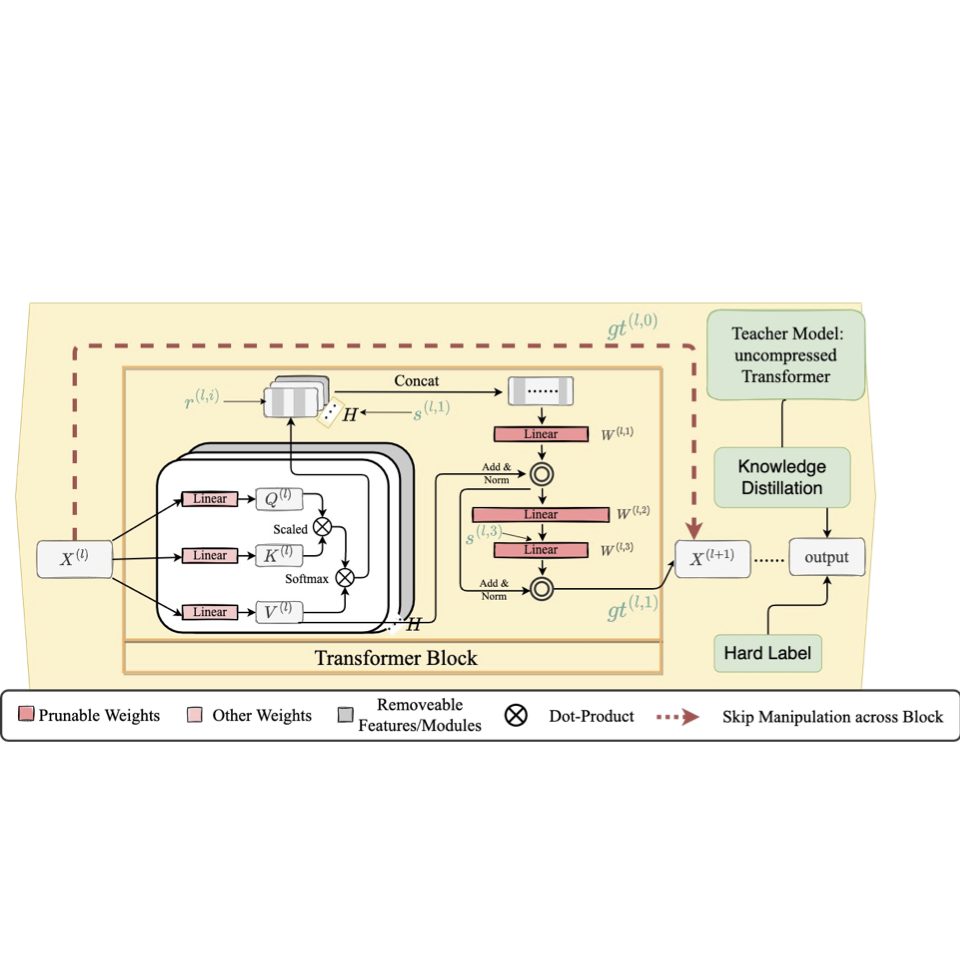 gt^(l,0)
Teacher Model:
uncompressed
Transformer
Concat
r^(l,i)
H
s^(l,1)
......
Linear
W^(l,1)
Knowledge
Distillation
Add &
Norm
Linear
Q^(l)
Scaled
Linear
W^(l,2)
s^(l,3)
X^(l)
Linear
K^(l)
Linear
W^(l,3)
X^(l+1)
......
output
Softmax
Add &
Norm
Linear
V^(l)
H
gt^(l,1)
Hard Label
Transformer Block
Prunable Weights
Other Weights
Removeable
Features/Modules
Dot-Product
Skip Manipulation across Block